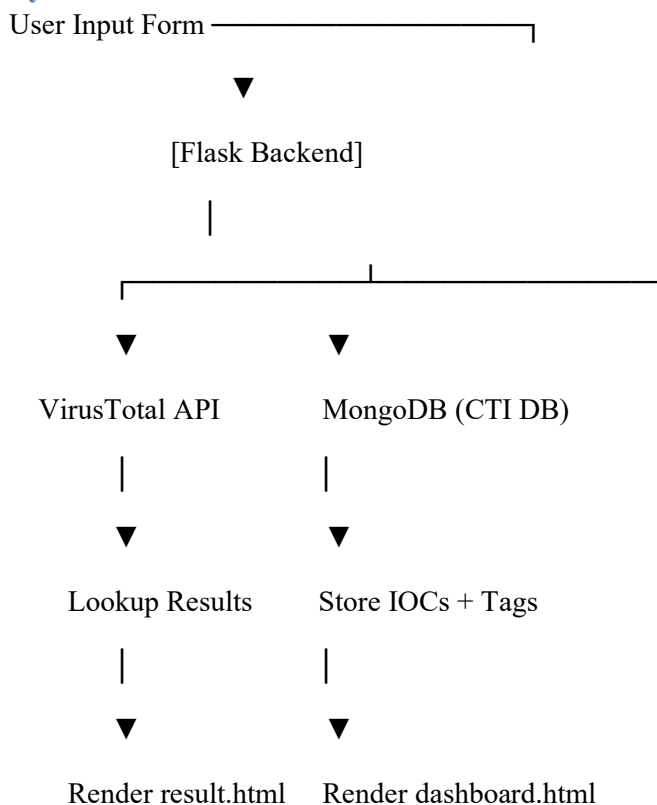 User Input Form
[Flask Backend]
VirusTotal API MongoDB (CTI DB)
Lookup Results Store IOCs + Tags
Render result.html Render dashboard.html